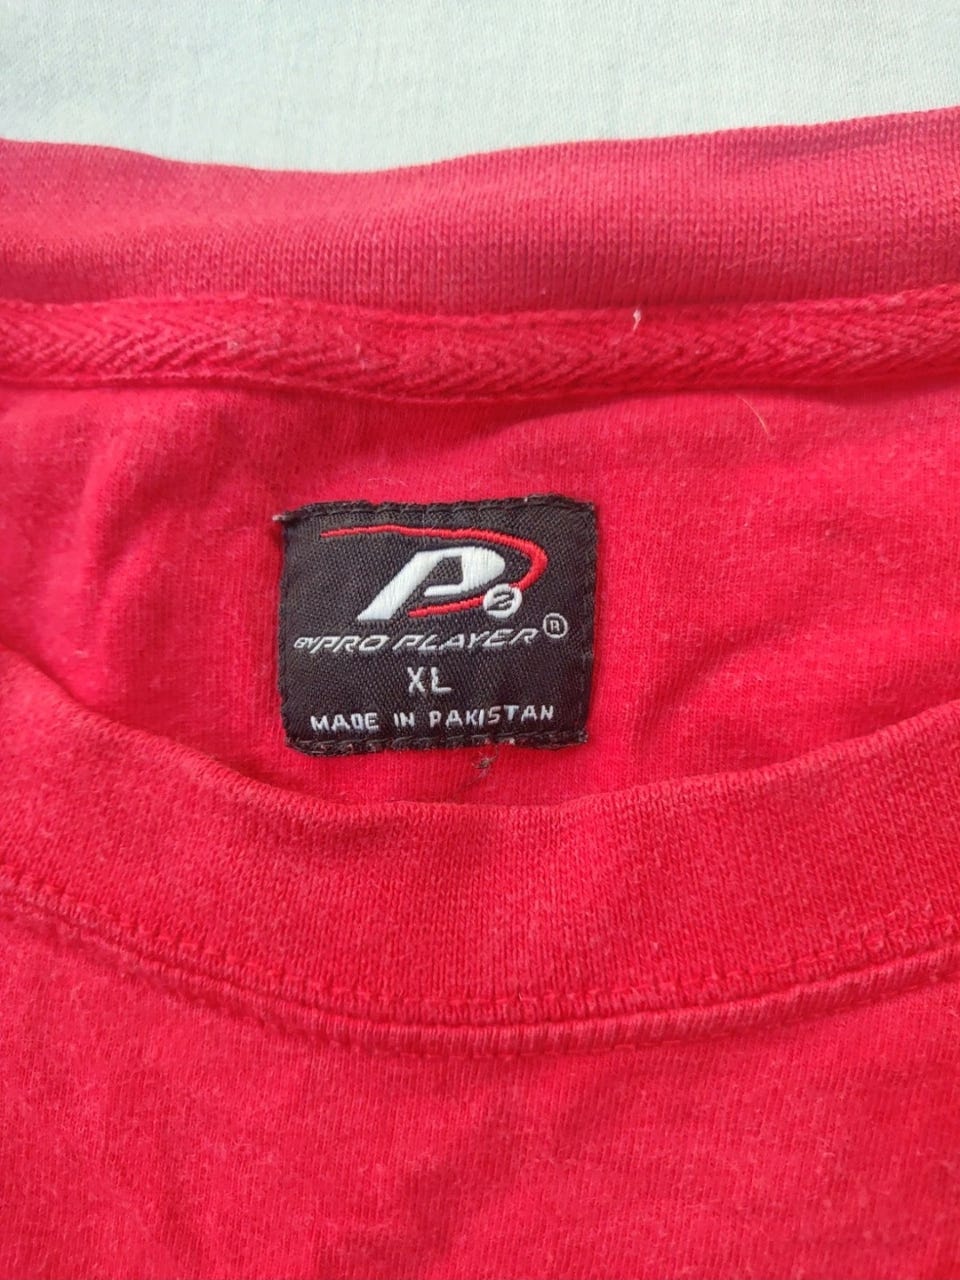 P2
BY PRO PLAYER®
XL
MADE IN PAKISTAN